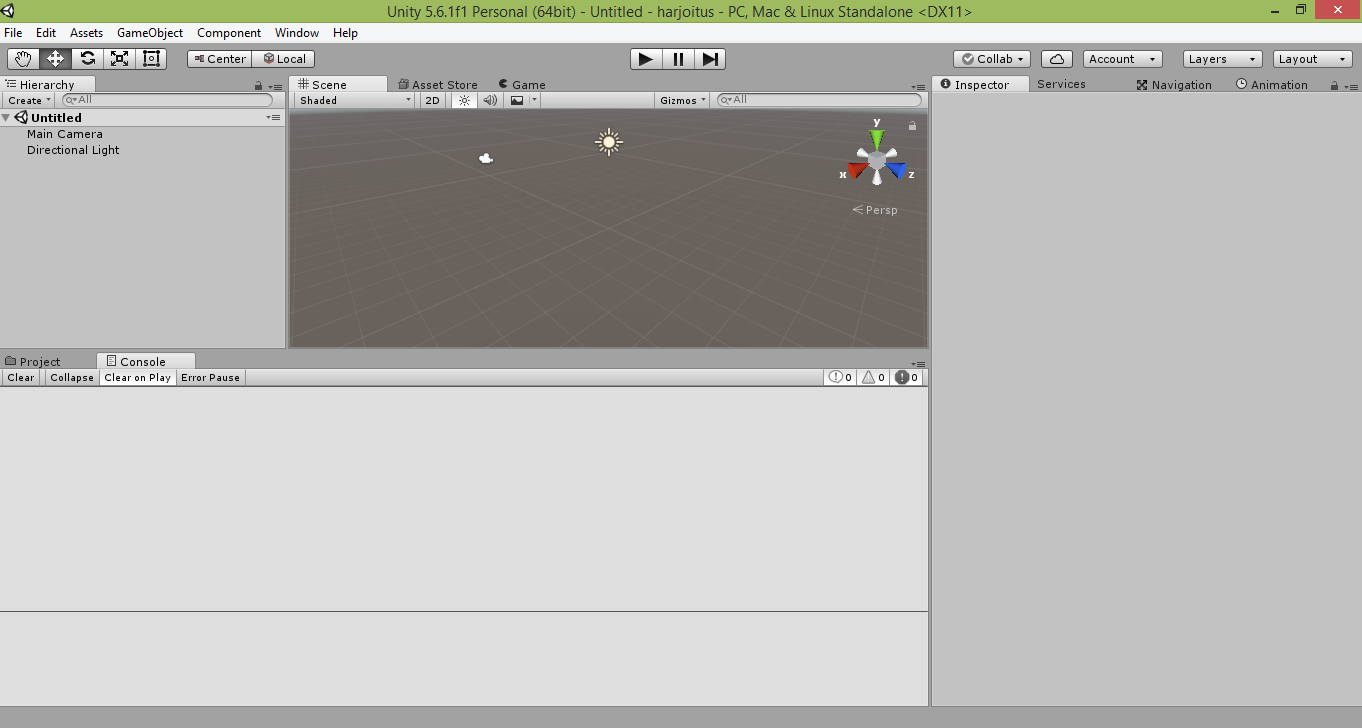 Unity 5.6.1f1 Personal (64bit) - Untitled - harjoitus - PC, Mac & Linux Standalone <DX11>
File Edit Assets GameObject Component Window Help
Center Local Collab Account Layers Layout
Hierarchy Scene Asset Store Game Inspector Services Navigation Animation
Create All Shaded 2D Gizmos All
Untitled
Main Camera
Directional Light
y
x z
Persp
Project Console
Clear Collapse Clear on Play Error Pause 0 0 0